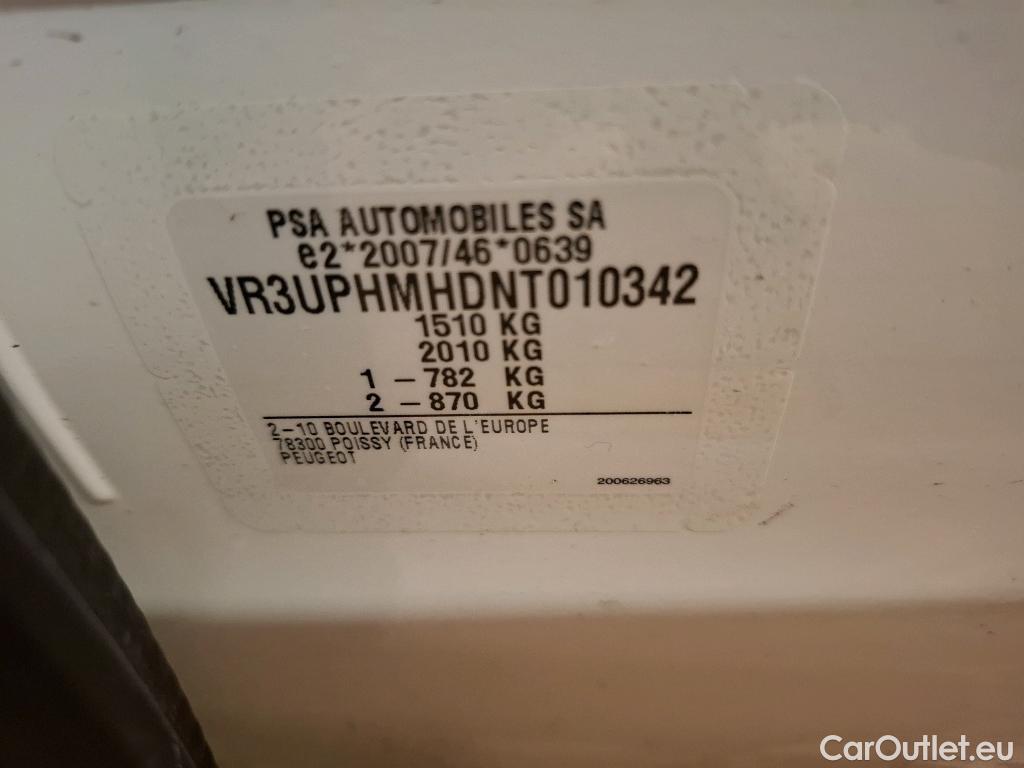 PSA AUTOMOBILES SA
e2*2007/46*0639
VR3UPHMHDNT010342
1510 KG
2010 KG
1 – 782 KG
2 – 870 KG
2–10 BOULEVARD DE L'EUROPE
78300 POISSY (FRANCE)
PEUGEOT
200626963
CarOutlet.eu